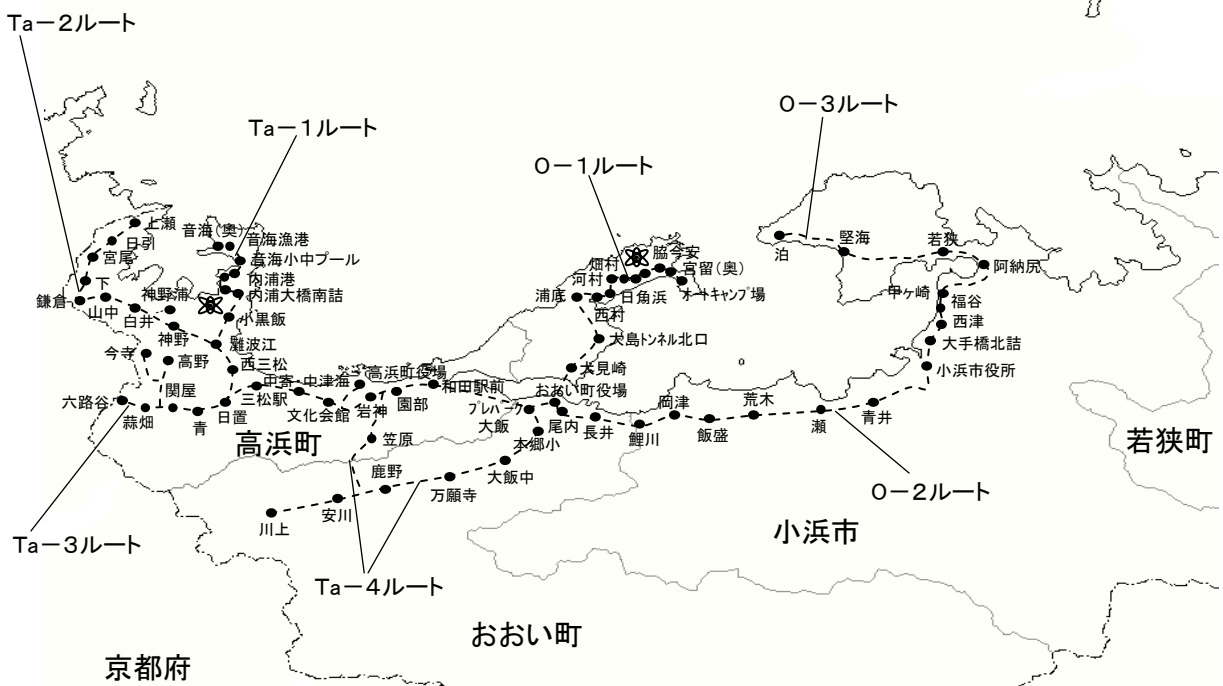 Ta-2ルート
Ta-1ルート
O-3ルート
O-1ルート
上瀬
日引
宮尾
下
鎌倉
山中
神野浦
白井
神野
音海(奥)
音海漁港
音海小中プール
内浦港
内浦大橋南詰
小黒飯
難波江
今寺
高野
西三松
関屋
六路谷
蒜畑
青
日置
三松駅
中寄
中津海
文化会館
高浜町役場
岩神
園部
和田駅前
笠原
高浜町
畑村
脇今安
河村
宮留(奥)
浦底
日角浜
オートキャンプ場
西村
犬島トンネル北口
犬見崎
おおい町役場
プレパーク
大飯
尾内
本郷小
長井
鯉川
岡津
飯盛
荒木
瀬
青井
泊
堅海
若狭
阿納尻
甲ヶ崎
福谷
西津
大手橋北詰
小浜市役所
若狭町
鹿野
万願寺
大飯中
安川
川上
O-2ルート
小浜市
Ta-3ルート
Ta-4ルート
おおい町
京都府